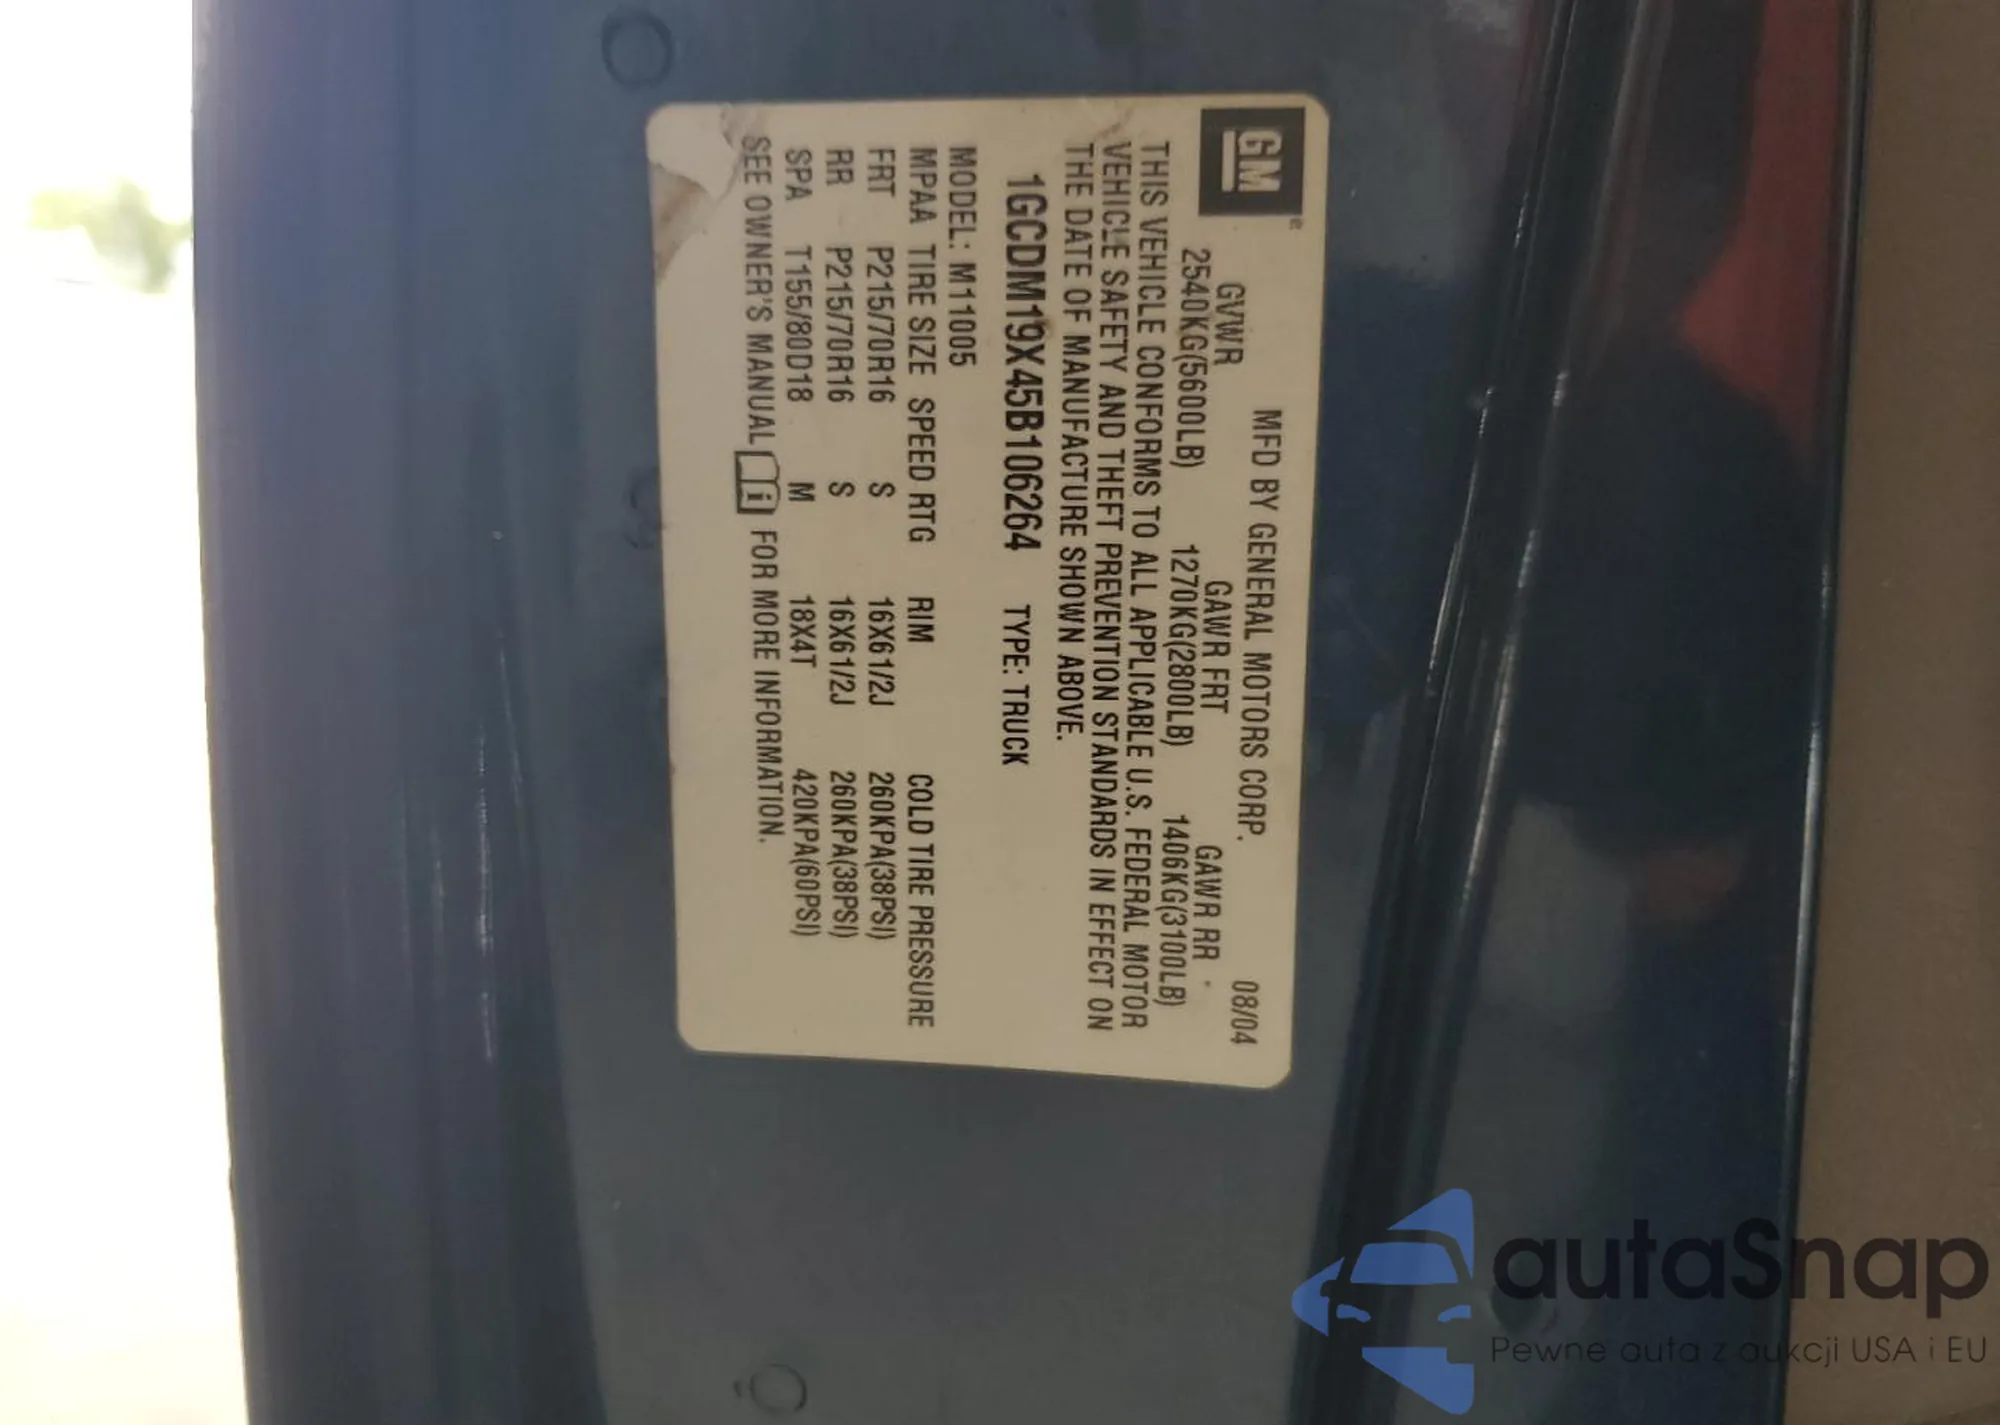 GM®
MFD BY GENERAL MOTORS CORP. 08/04
GVWR GAWR FRT GAWR RR
2540KG(5600LB) 1270KG(2800LB) 1406KG(3100LB)
THIS VEHICLE CONFORMS TO ALL APPLICABLE U.S. FEDERAL MOTOR
VEHICLE SAFETY AND THEFT PREVENTION STANDARDS IN EFFECT ON
THE DATE OF MANUFACTURE SHOWN ABOVE.
1GCDM19X45B106264 TYPE: TRUCK
MODEL: M11005
MPAA TIRE SIZE SPEED RTG RIM COLD TIRE PRESSURE
FRT P215/70R16 S 16X61/2J 260KPA(38PSI)
RR P215/70R16 S 16X61/2J 260KPA(38PSI)
SPA T155/80D18 M 18X4T 420KPA(60PSI)
SEE OWNER'S MANUAL i FOR MORE INFORMATION.
autaSnap
Pewne auta z aukcji USA i EU